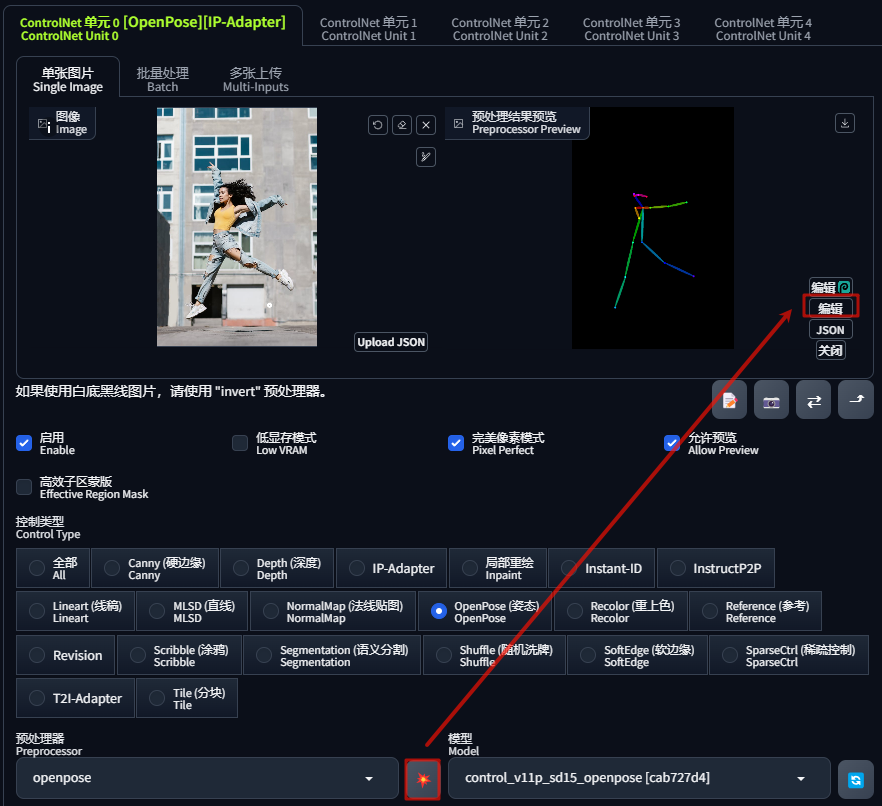 ControlNet 单元 0 [OpenPose][IP-Adapter]
ControlNet Unit 0
ControlNet 单元 1
ControlNet Unit 1
ControlNet 单元 2
ControlNet Unit 2
ControlNet 单元 3
ControlNet Unit 3
ControlNet 单元 4
ControlNet Unit 4
单张图片
Single Image
批量处理
Batch
多张上传
Multi-Inputs
图像
Image
预处理结果预览
Preprocessor Preview
Upload JSON
编辑
编辑
JSON
关闭
如果使用白底黑线图片，请使用 "invert" 预处理器。
启用
Enable
低显存模式
Low VRAM
完美像素模式
Pixel Perfect
允许预览
Allow Preview
高效子区蒙版
Effective Region Mask
控制类型
Control Type
全部
All
Canny (硬边缘)
Canny
Depth (深度)
Depth
IP-Adapter
局部重绘
Inpaint
Instant-ID
InstructP2P
Lineart (线稿)
Lineart
MLSD (直线)
MLSD
NormalMap (法线贴图)
NormalMap
OpenPose (姿态)
OpenPose
Recolor (重上色)
Recolor
Reference (参考)
Reference
Revision
Scribble (涂鸦)
Scribble
Segmentation (语义分割)
Segmentation
Shuffle (随机洗牌)
Shuffle
SoftEdge (软边缘)
SoftEdge
SparseCtrl (稀疏控制)
SparseCtrl
T2I-Adapter
Tile (分块)
Tile
预处理器
Preprocessor
模型
Model
openpose
control_v11p_sd15_openpose [cab727d4]